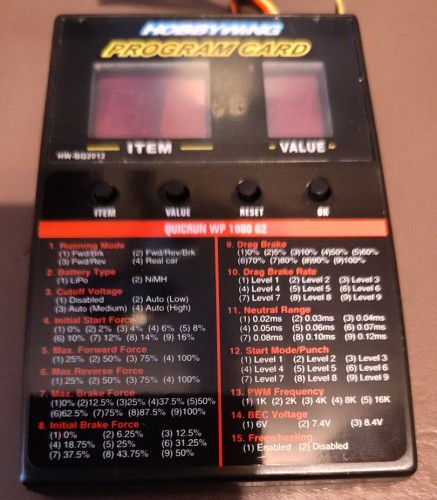 HOBBYWING
PROGRAM CARD
ITEM
VALUE
HW-BQ2012
ITEM VALUE RESET OK
QUICRUN WP 1080 G2
1. Running Mode
(1) Fwd/Brk (2) Fwd/Rev/Brk
(3) Fwd/Rev (4) Real car
2. Battery Type
(1) LiPo (2) NiMH
3. Cutoff Voltage
(1) Disabled (2) Auto (Low)
(3) Auto (Medium) (4) Auto (High)
4. Initial Start Force
(1) 0% (2) 2% (3) 4% (4) 6% (5) 8%
(6) 10% (7) 12% (8) 14% (9) 16%
5. Max. Forward Force
(1) 25% (2) 50% (3) 75% (4) 100%
6. Max.Reverse Force
(1) 25% (2) 50% (3) 75% (4) 100%
7. Max. Brake Force
(1)0% (2)12.5% (3)25% (4)37.5% (5)50%
(6)62.5% (7)75% (8)87.5% (9)100%
8. Initial Brake Force
(1) 0% (2) 6.25% (3) 12.5%
(4) 18.75% (5) 25% (6) 31.25%
(7) 37.5% (8) 43.75% (9) 50%
9. Drag Brake
(1)0% (2)5% (3)10% (4)50% (5)60%
(6)70% (7)80% (8)90% (9)100%
10. Drag Brake Rate
(1) Level 1 (2) Level 2 (3) Level 3
(4) Level 4 (5) Level 5 (6) Level 6
(7) Level 7 (8) Level 8 (9) Level 9
11. Neutral Range
(1) 0.02ms (2) 0.03ms (3) 0.04ms
(4) 0.05ms (5) 0.06ms (6) 0.07ms
(7) 0.08ms (8) 0.10ms (9) 0.12ms
12. Start Mode/Punch
(1) Level 1 (2) Level 2 (3) Level 3
(4) Level 4 (5) Level 5 (6) Level 6
(7) Level 7 (8) Level 8 (9) Level 9
13. PWM Frequency
(1) 1K (2) 2K (3) 4K (4) 8K (5) 16K
14. BEC Voltage
(1) 6V (2) 7.4V (3) 8.4V
15. Freewheeling
(1) Enabled (2) Disabled